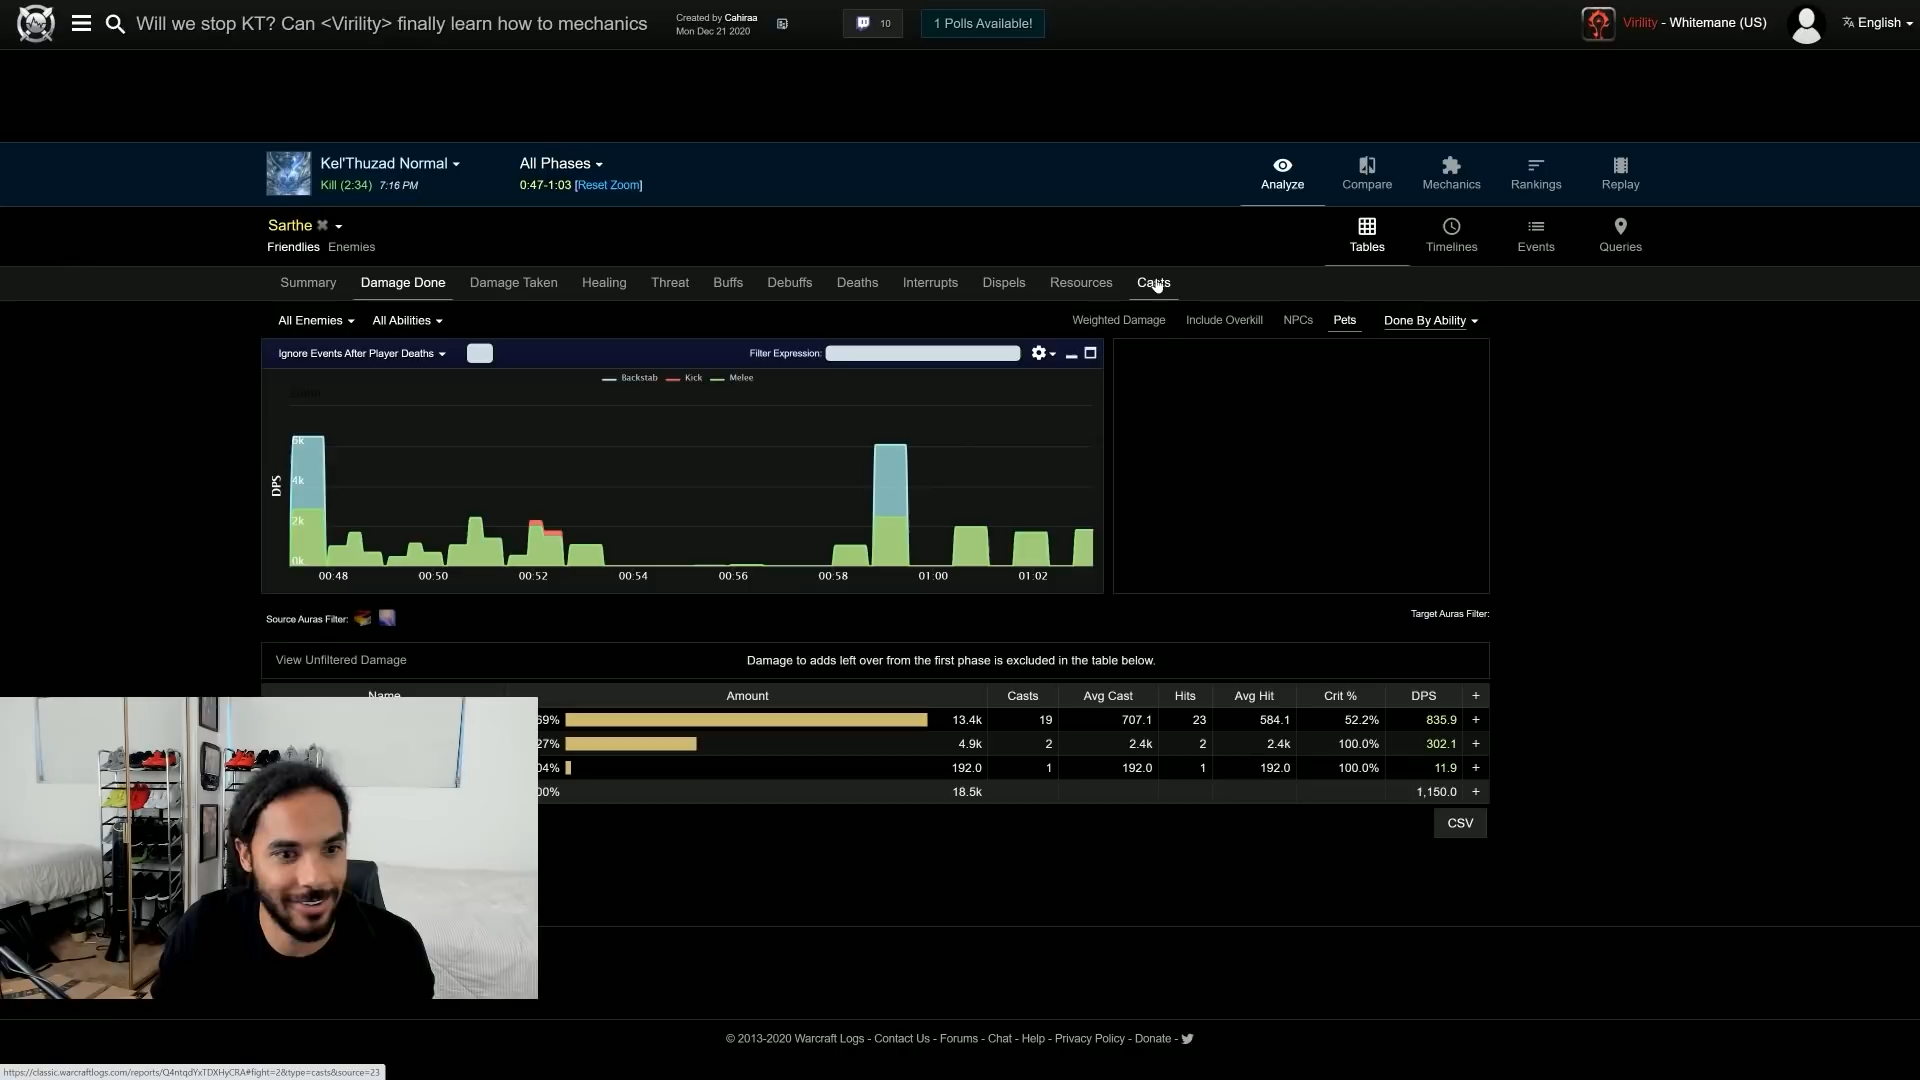 Will we stop KT? Can <Virility> finally learn how to mechanics
Created by Cahiraa
Mon Dec 21 2020
10
1 Polls Available!
Virility - Whitemane (US)
English
Kel'Thuzad Normal
Kill (2:34) 7:16 PM
All Phases
0:47-1:03 [Reset Zoom]
Analyze
Compare
Mechanics
Rankings
Replay
Sarthe
Friendlies Enemies
Tables
Timelines
Events
Queries
Summary Damage Done Damage Taken Healing Threat Buffs Debuffs Deaths Interrupts Dispels Resources Casts
All Enemies All Abilities
Weighted Damage Include Overkill NPCs Pets Done By Ability
Ignore Events After Player Deaths
Filter Expression:
Backstab Kick Melee
6k
4k
2k
0k
DPS
00:48 00:50 00:52 00:54 00:56 00:58 01:00 01:02
Source Auras Filter:
Target Auras Filter:
View Unfiltered Damage
Damage to adds left over from the first phase is excluded in the table below.
Name Amount Casts Avg Cast Hits Avg Hit Crit % DPS +
69% 13.4k 19 707.1 23 584.1 52.2% 835.9 +
27% 4.9k 2 2.4k 2 2.4k 100.0% 302.1 +
04% 192.0 1 192.0 1 192.0 100.0% 11.9 +
00% 18.5k 1,150.0 +
CSV
© 2013-2020 Warcraft Logs - Contact Us - Forums - Chat - Help - Privacy Policy - Documents - Donate -
https://classic.warcraftlogs.com/reports/Q4ntqdYxTDXHyCRA#fight=2&type=casts&source=23